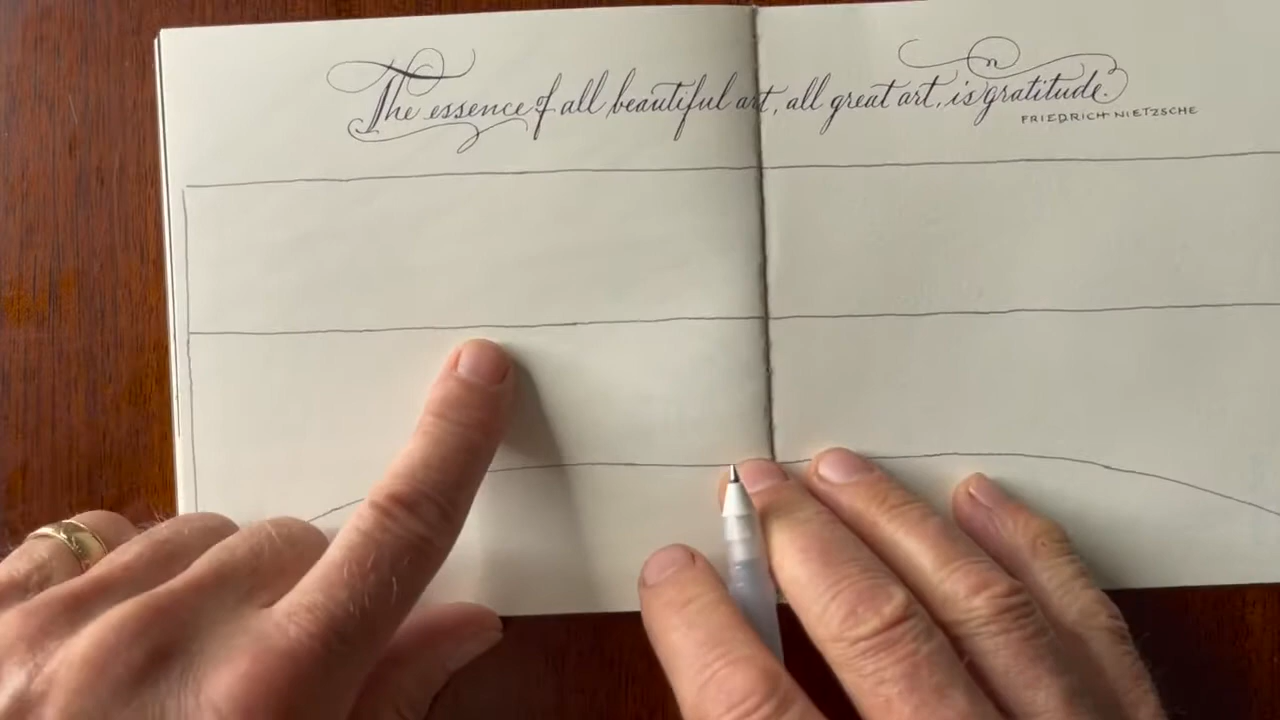 The essence of all beautiful art, all great art, is gratitude.
FRIEDRICH NIETZSCHE